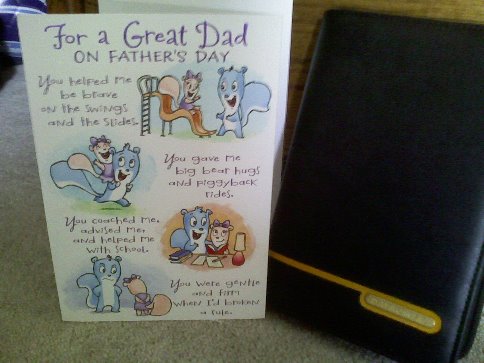 For a Great Dad
ON FATHER'S DAY
You helped me
be brave
on the swings
and the slides.
You gave me
big bear hugs
and piggyback
rides.
You coached me,
advised me,
and helped me
with school.
You were gentle
and firm
when I'd broken
a rule.